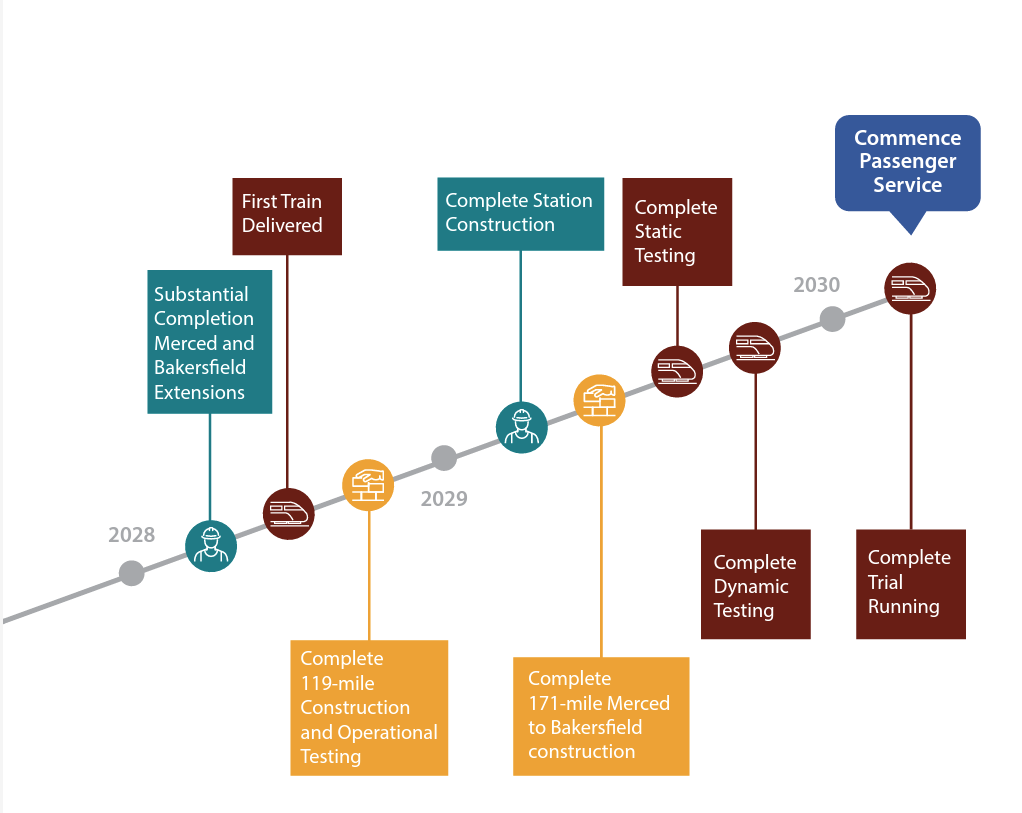 Commence
Passenger
Service
First Train
Delivered
Complete Station
Construction
Complete
Static
Testing
Substantial
Completion
Merced and
Bakersfield
Extensions
2030
2029
2028
Complete
Dynamic
Testing
Complete
Trial
Running
Complete
119-mile
Construction
and Operational
Testing
Complete
171-mile Merced
to Bakersfield
construction